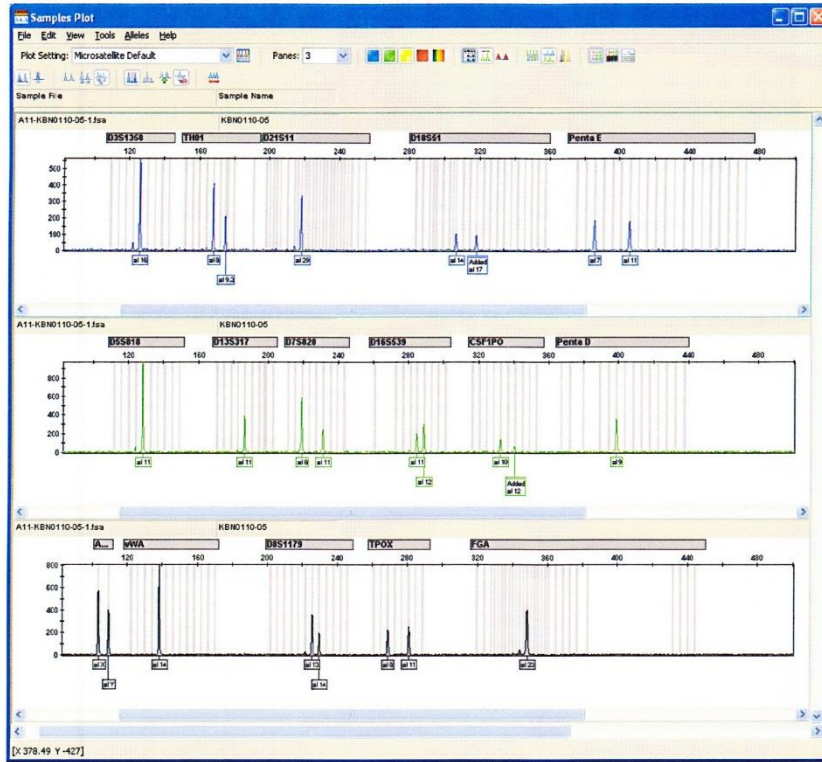 Samples Plot
File Edit View Tools Alleles Help
Plot Setting: Microsatellite Default Panes: 3
Sample File Sample Name
A11-KBN0110-05-1.fsa KBN0110-05
D3S1358 TH01 D21S11 D18S51 Penta E
120 160 200 240 280 320 360 400 440 480
500
400
300
200
100
0
al 16 al 8 al 29 al 14 Added al 7 al 11
al 17
al 9.3
A11-KBN0110-05-1.fsa KBN0110-05
D5S818 D13S317 D7S820 D16S539 CSF1PO Penta D
120 160 200 240 280 320 360 400 440 480
800
600
400
200
0
al 11 al 11 al 8 al 11 al 11 al 10 al 9
al 12 Added
al 12
A11-KBN0110-05-1.fsa KBN0110-05
A... vWA D8S1179 TPOX FGA
120 160 200 240 280 320 360 400 440 480
800
600
400
200
0
al X al 14 al 13 al 8 al 11 al 23
al Y al 14
[X 378.49 Y -427]